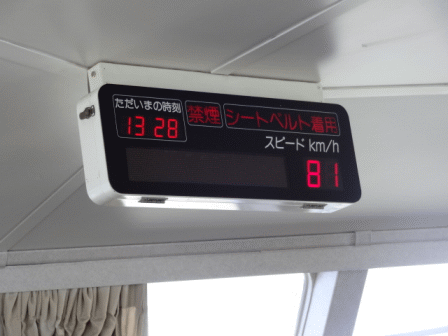 ただいまの時刻 禁煙 シートベルト着用
13 28
スピード km/h
81